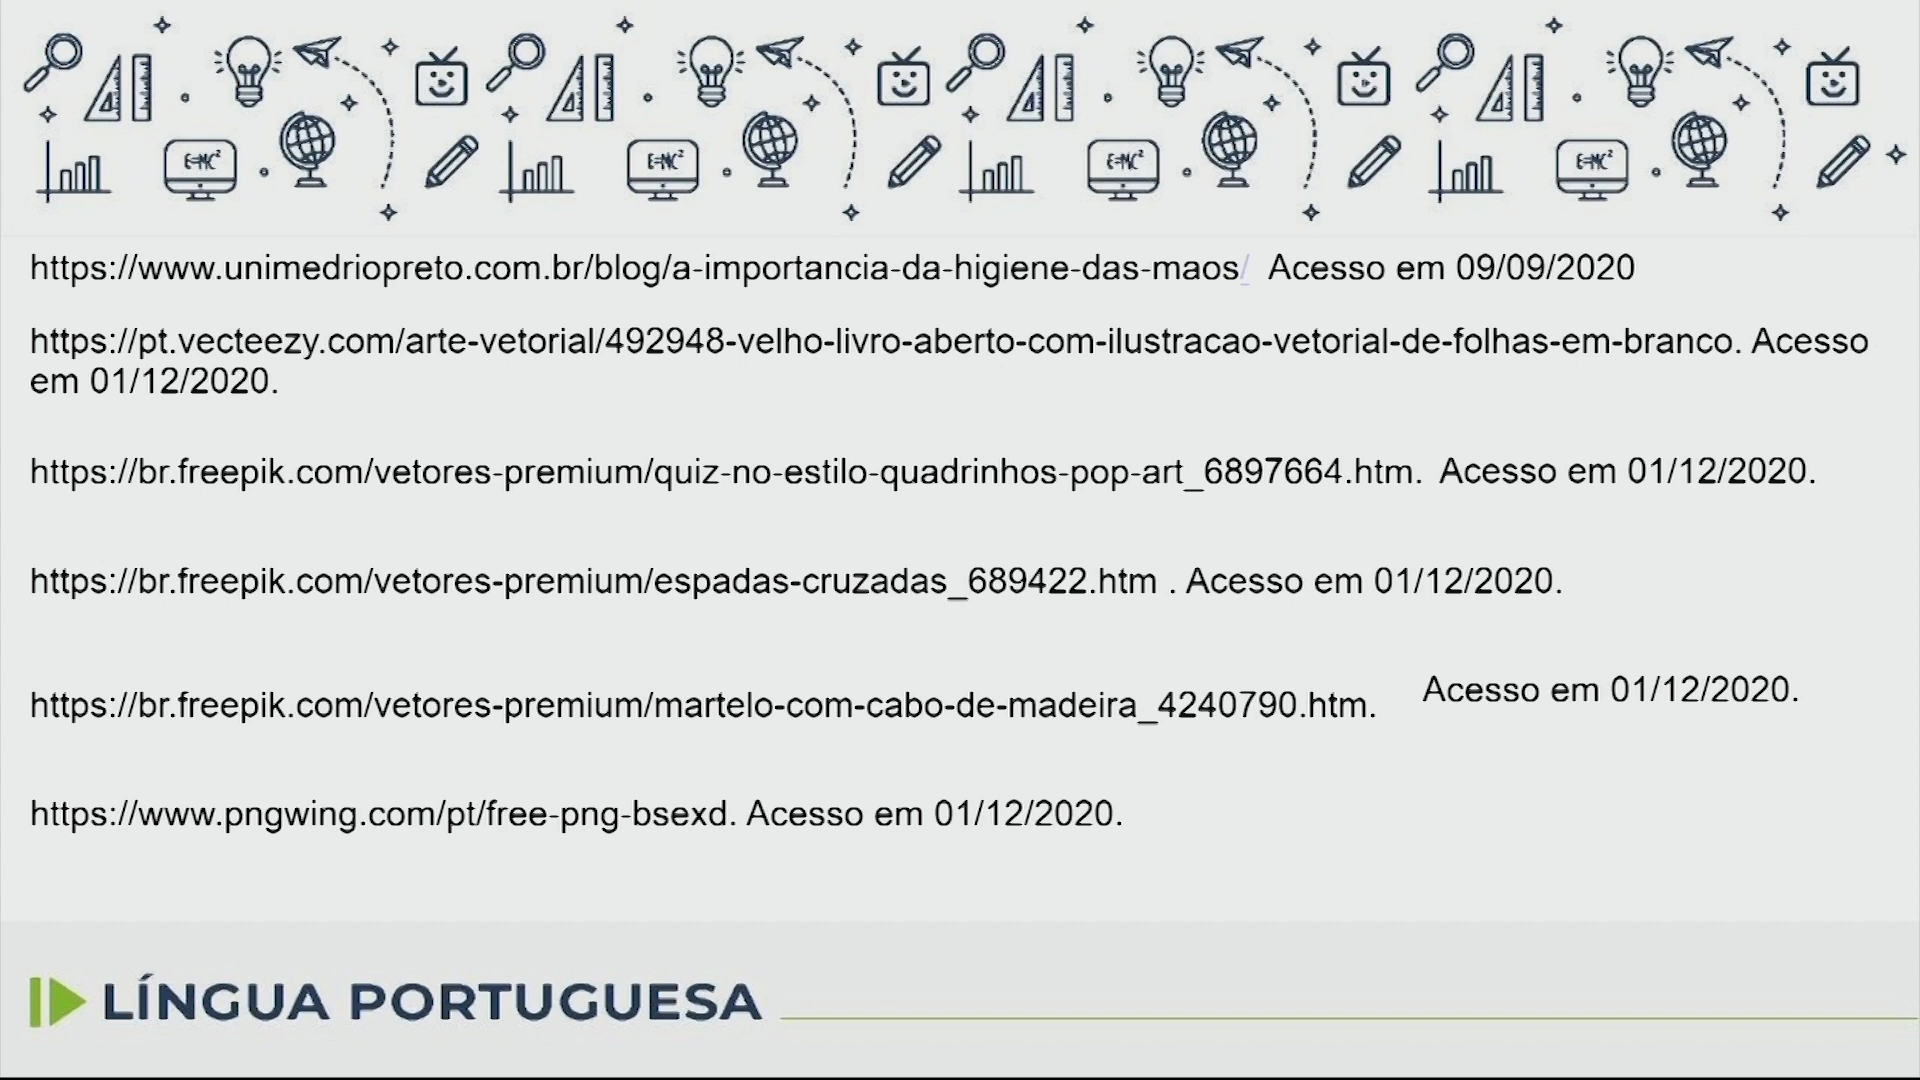 E=MC²
E=MC²
E=MC²
E=MC²
https://www.unimedriopreto.com.br/blog/a-importancia-da-higiene-das-maos/ Acesso em 09/09/2020
https://pt.vecteezy.com/arte-vetorial/492948-velho-livro-aberto-com-ilustracao-vetorial-de-folhas-em-branco. Acesso
em 01/12/2020.
https://br.freepik.com/vetores-premium/quiz-no-estilo-quadrinhos-pop-art_6897664.htm. Acesso em 01/12/2020.
https://br.freepik.com/vetores-premium/espadas-cruzadas_689422.htm . Acesso em 01/12/2020.
https://br.freepik.com/vetores-premium/martelo-com-cabo-de-madeira_4240790.htm. Acesso em 01/12/2020.
https://www.pngwing.com/pt/free-png-bsexd. Acesso em 01/12/2020.
LÍNGUA PORTUGUESA